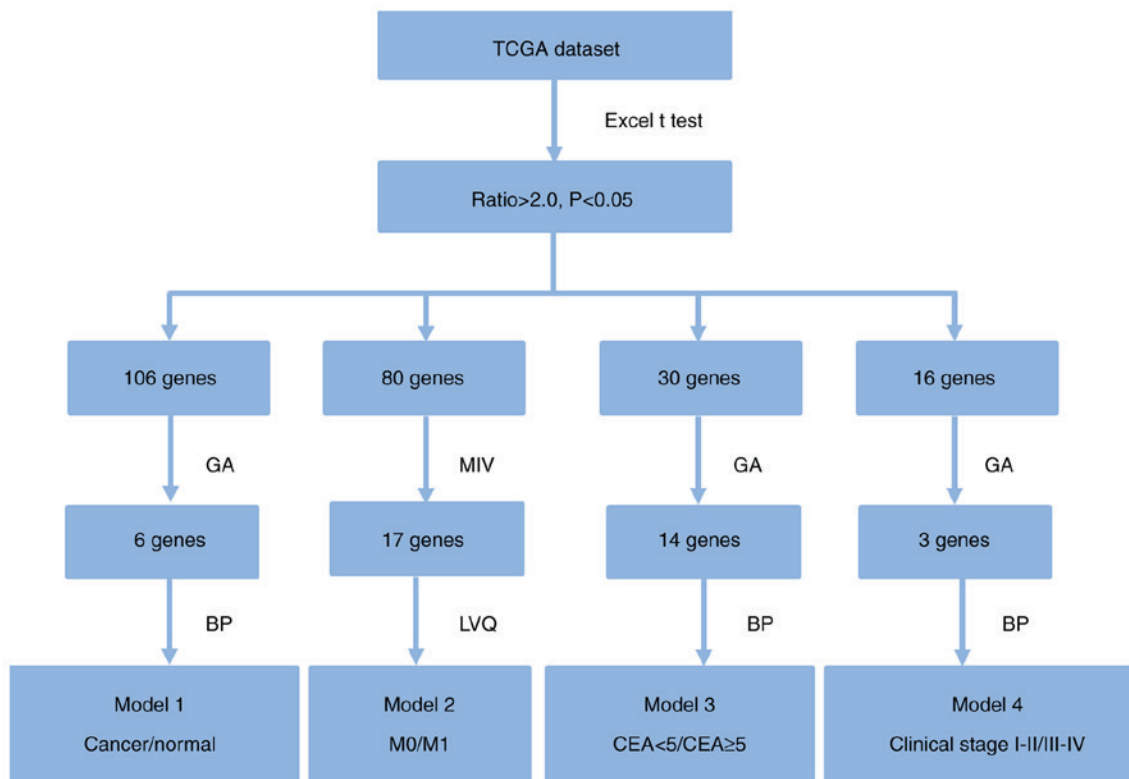 TCGA dataset
Excel t test
Ratio>2.0, P<0.05
106 genes
80 genes
30 genes
16 genes
GA
MIV
GA
GA
6 genes
17 genes
14 genes
3 genes
BP
LVQ
BP
BP
Model 1
Cancer/normal
Model 2
M0/M1
Model 3
CEA<5/CEA≥5
Model 4
Clinical stage I-II/III-IV